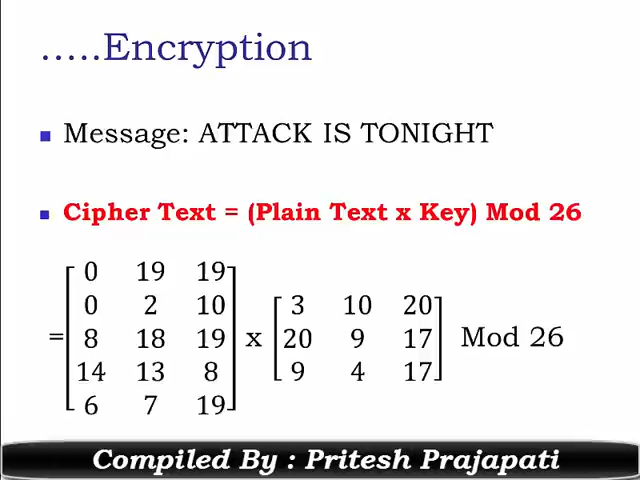 .....Encryption
Message: ATTACK IS TONIGHT
Cipher Text = (Plain Text x Key) Mod 26
0 19 19
0 2 10
8 18 19
14 13 8
6 7 19
=
x
3 10 20
20 9 17
9 4 17
Mod 26
Compiled By : Pritesh Prajapati